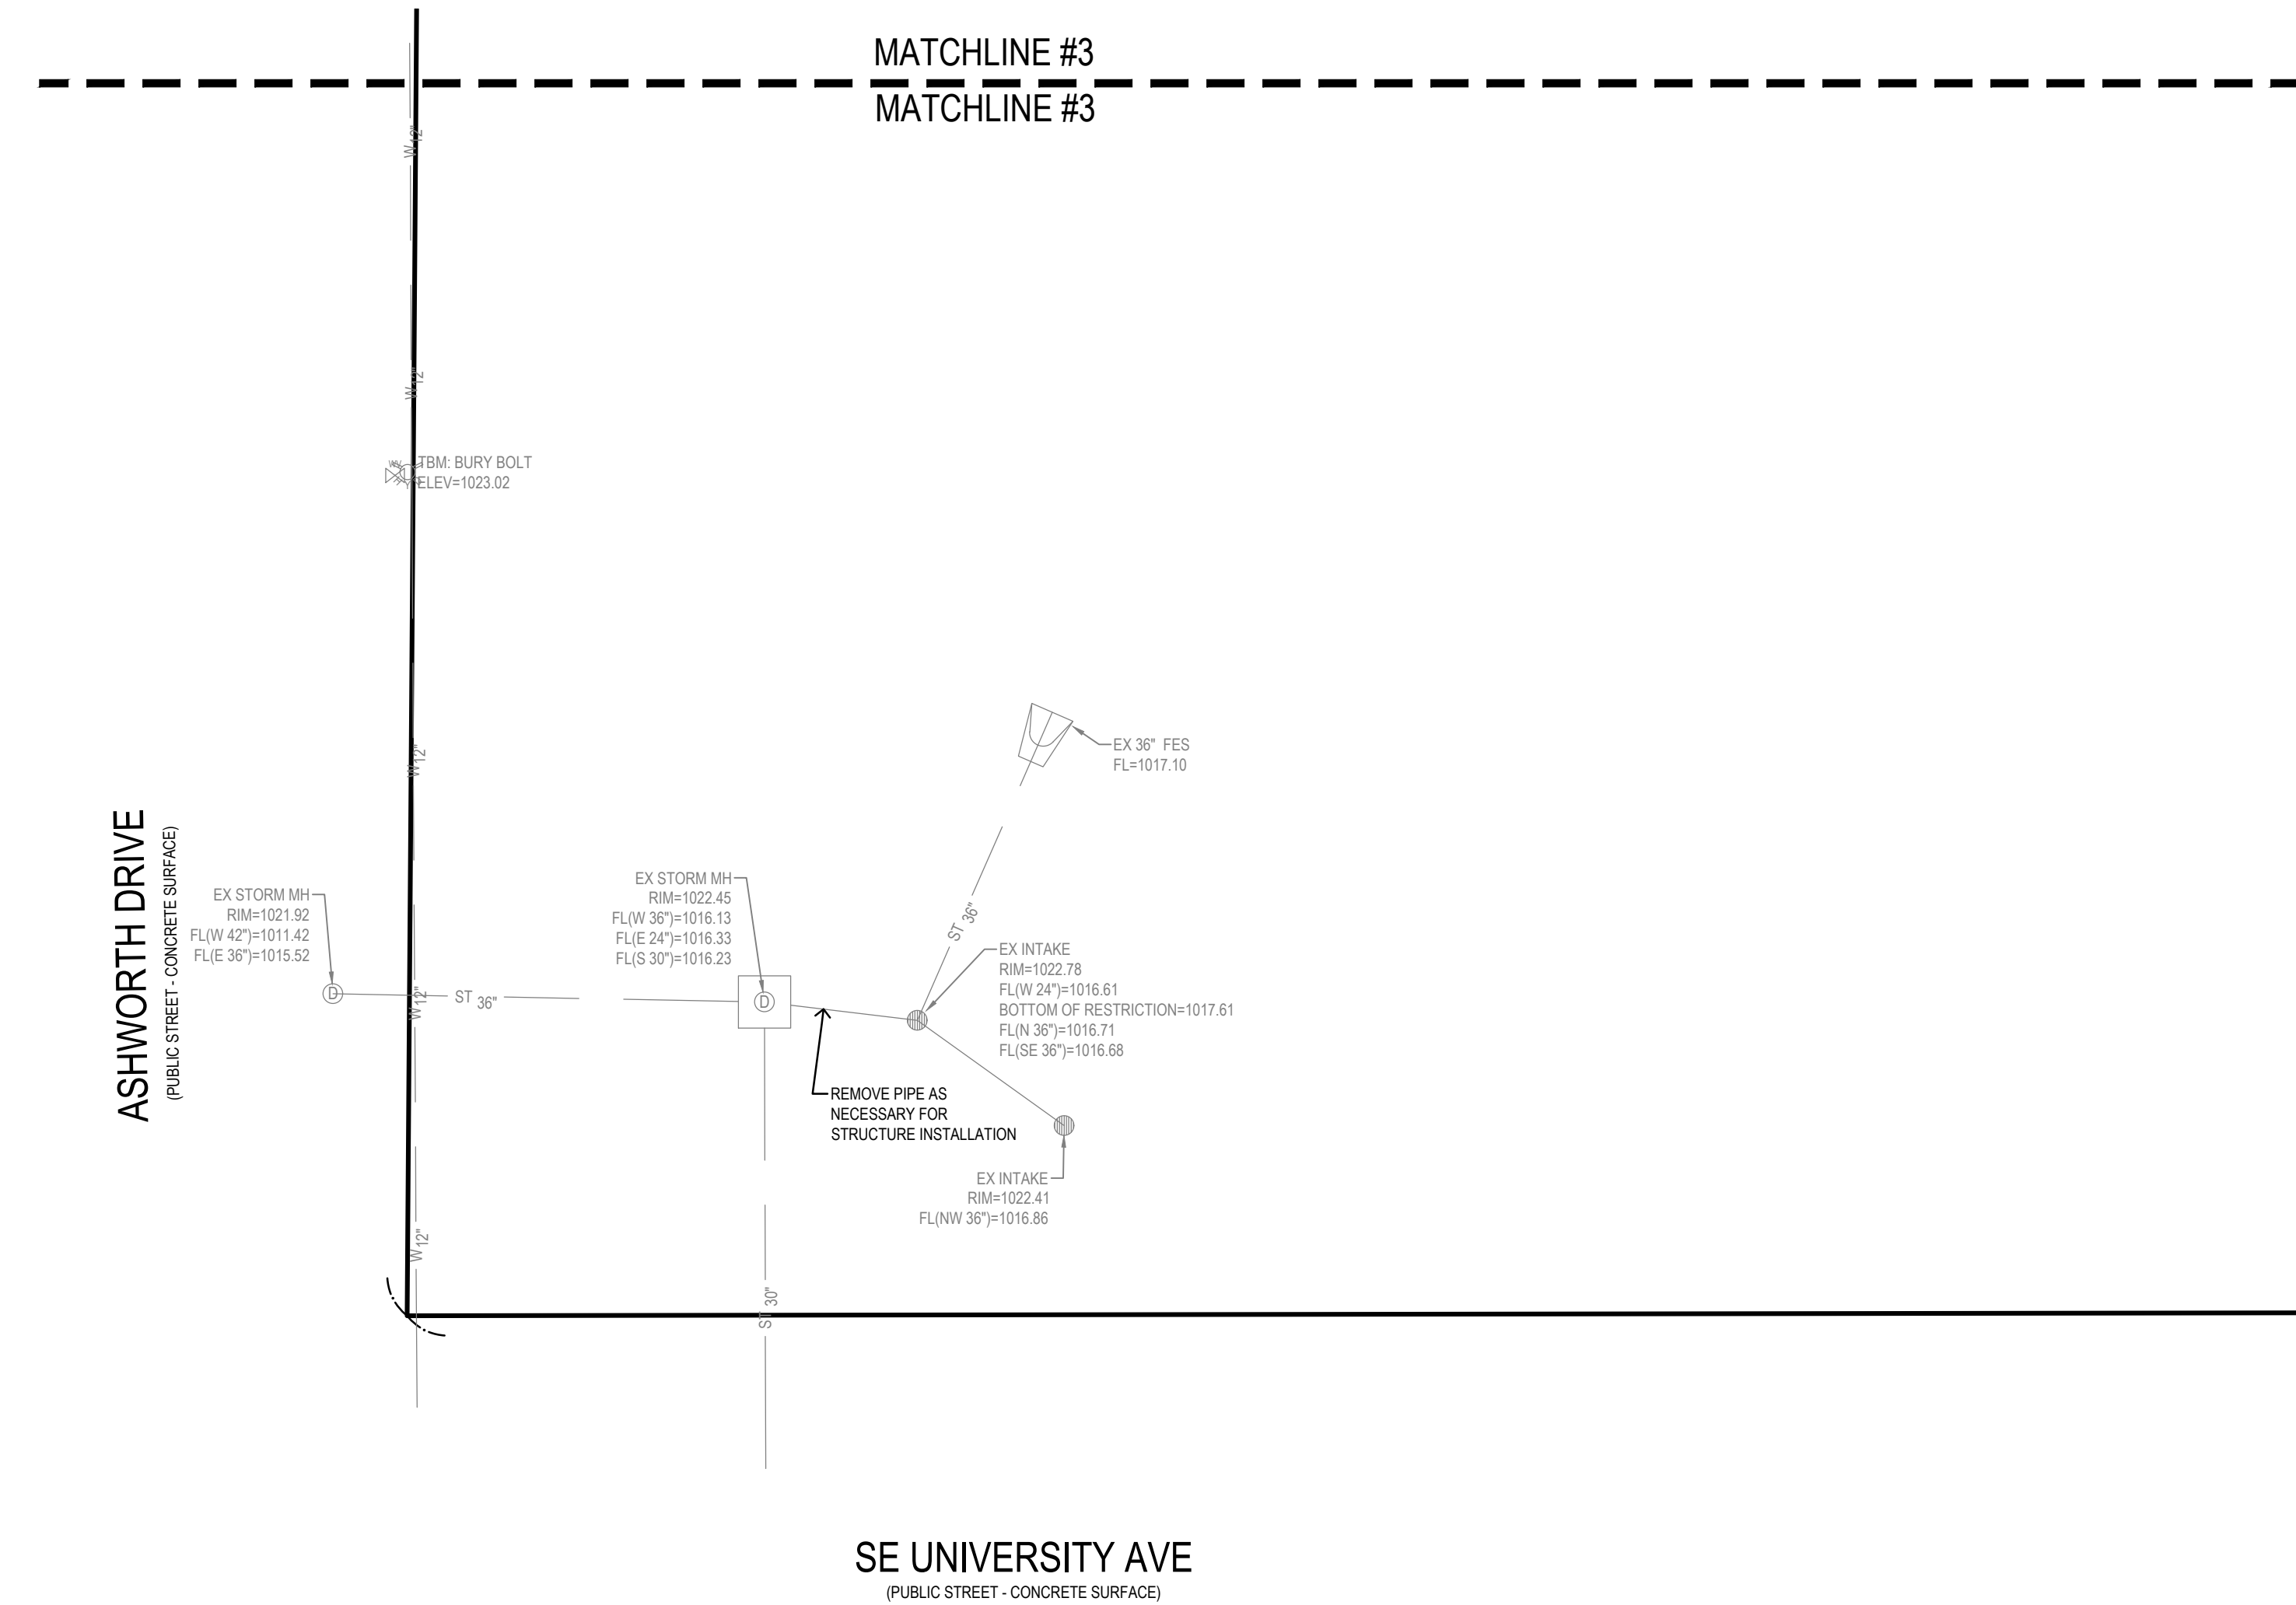 MATCHLINE #3
MATCHLINE #3
W 12"
W 12"
TBM: BURY BOLT
ELEV=1023.02
W 12"
EX 36" FES
FL=1017.10
ASHWORTH DRIVE
(PUBLIC STREET - CONCRETE SURFACE)
EX STORM MH
RIM=1021.92
FL(W 42")=1011.42
FL(E 36")=1015.52
D
W 12"
ST 36"
EX STORM MH
RIM=1022.45
FL(W 36")=1016.13
FL(E 24")=1016.33
FL(S 30")=1016.23
D
ST 36"
EX INTAKE
RIM=1022.78
FL(W 24")=1016.61
BOTTOM OF RESTRICTION=1017.61
FL(N 36")=1016.71
FL(SE 36")=1016.68
REMOVE PIPE AS
NECESSARY FOR
STRUCTURE INSTALLATION
EX INTAKE
RIM=1022.41
FL(NW 36")=1016.86
W 12"
ST 30"
SE UNIVERSITY AVE
(PUBLIC STREET - CONCRETE SURFACE)